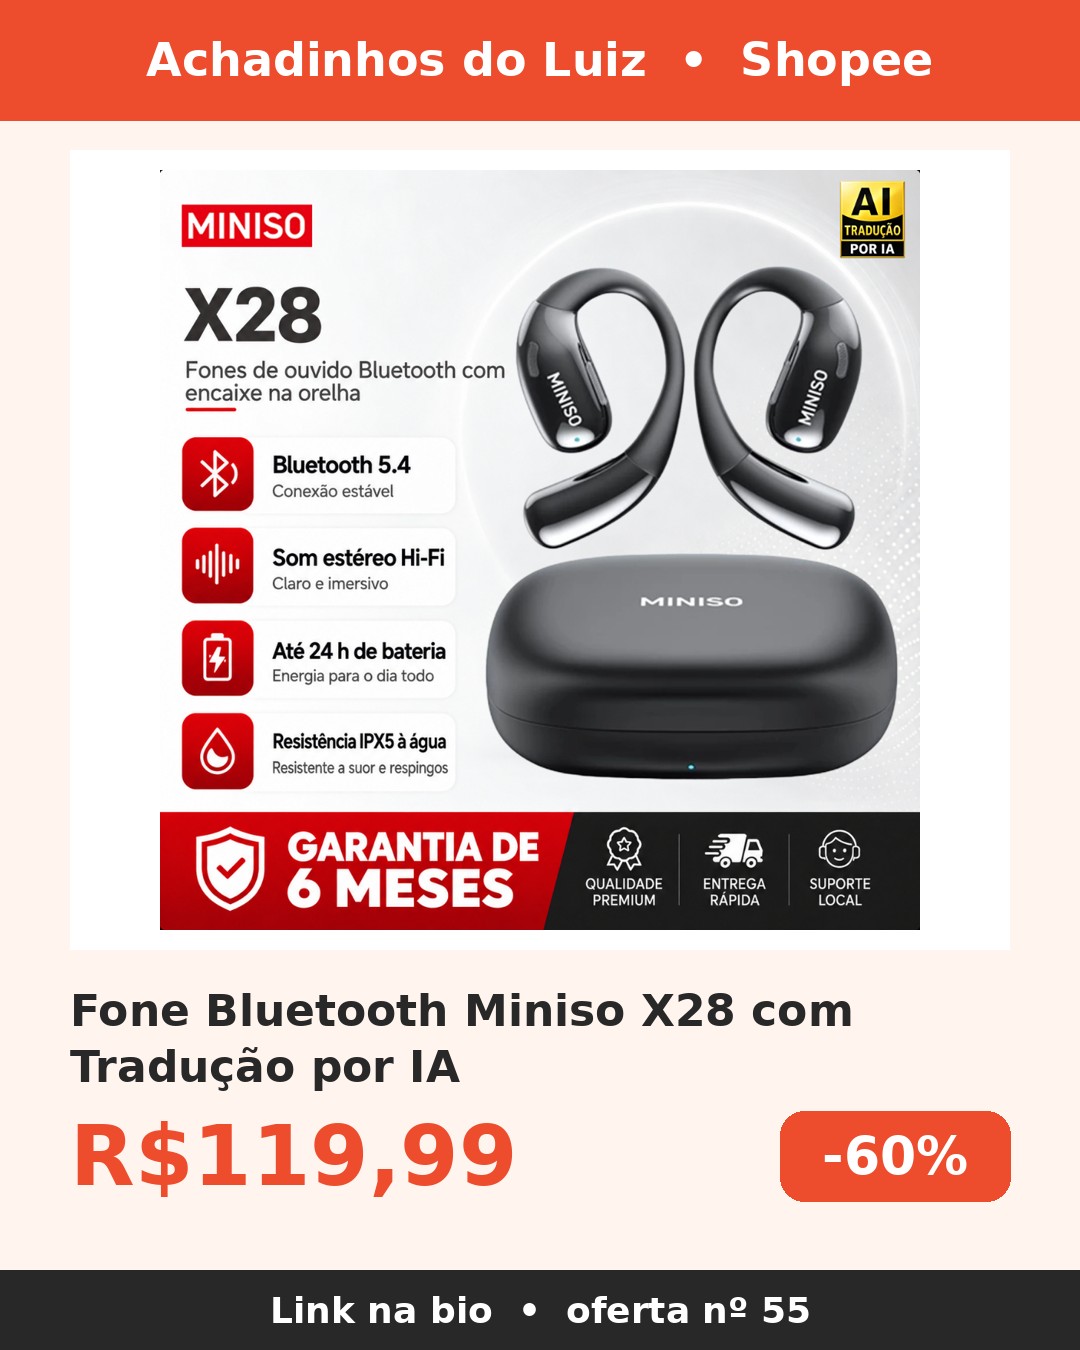 Achadinhos do Luiz • Shopee
MINISO
AI
TRADUÇÃO
POR IA
X28
Fones de ouvido Bluetooth com
encaixe na orelha
MINISO
MINISO
Bluetooth 5.4
Conexão estável
Som estéreo Hi-Fi
Claro e imersivo
Até 24 h de bateria
Energia para o dia todo
Resistência IPX5 à água
Resistente a suor e respingos
MINISO
GARANTIA DE
6 MESES
QUALIDADE
PREMIUM
ENTREGA
RÁPIDA
SUPORTE
LOCAL
Fone Bluetooth Miniso X28 com
Tradução por IA
R$119,99
-60%
Link na bio • oferta nº 55